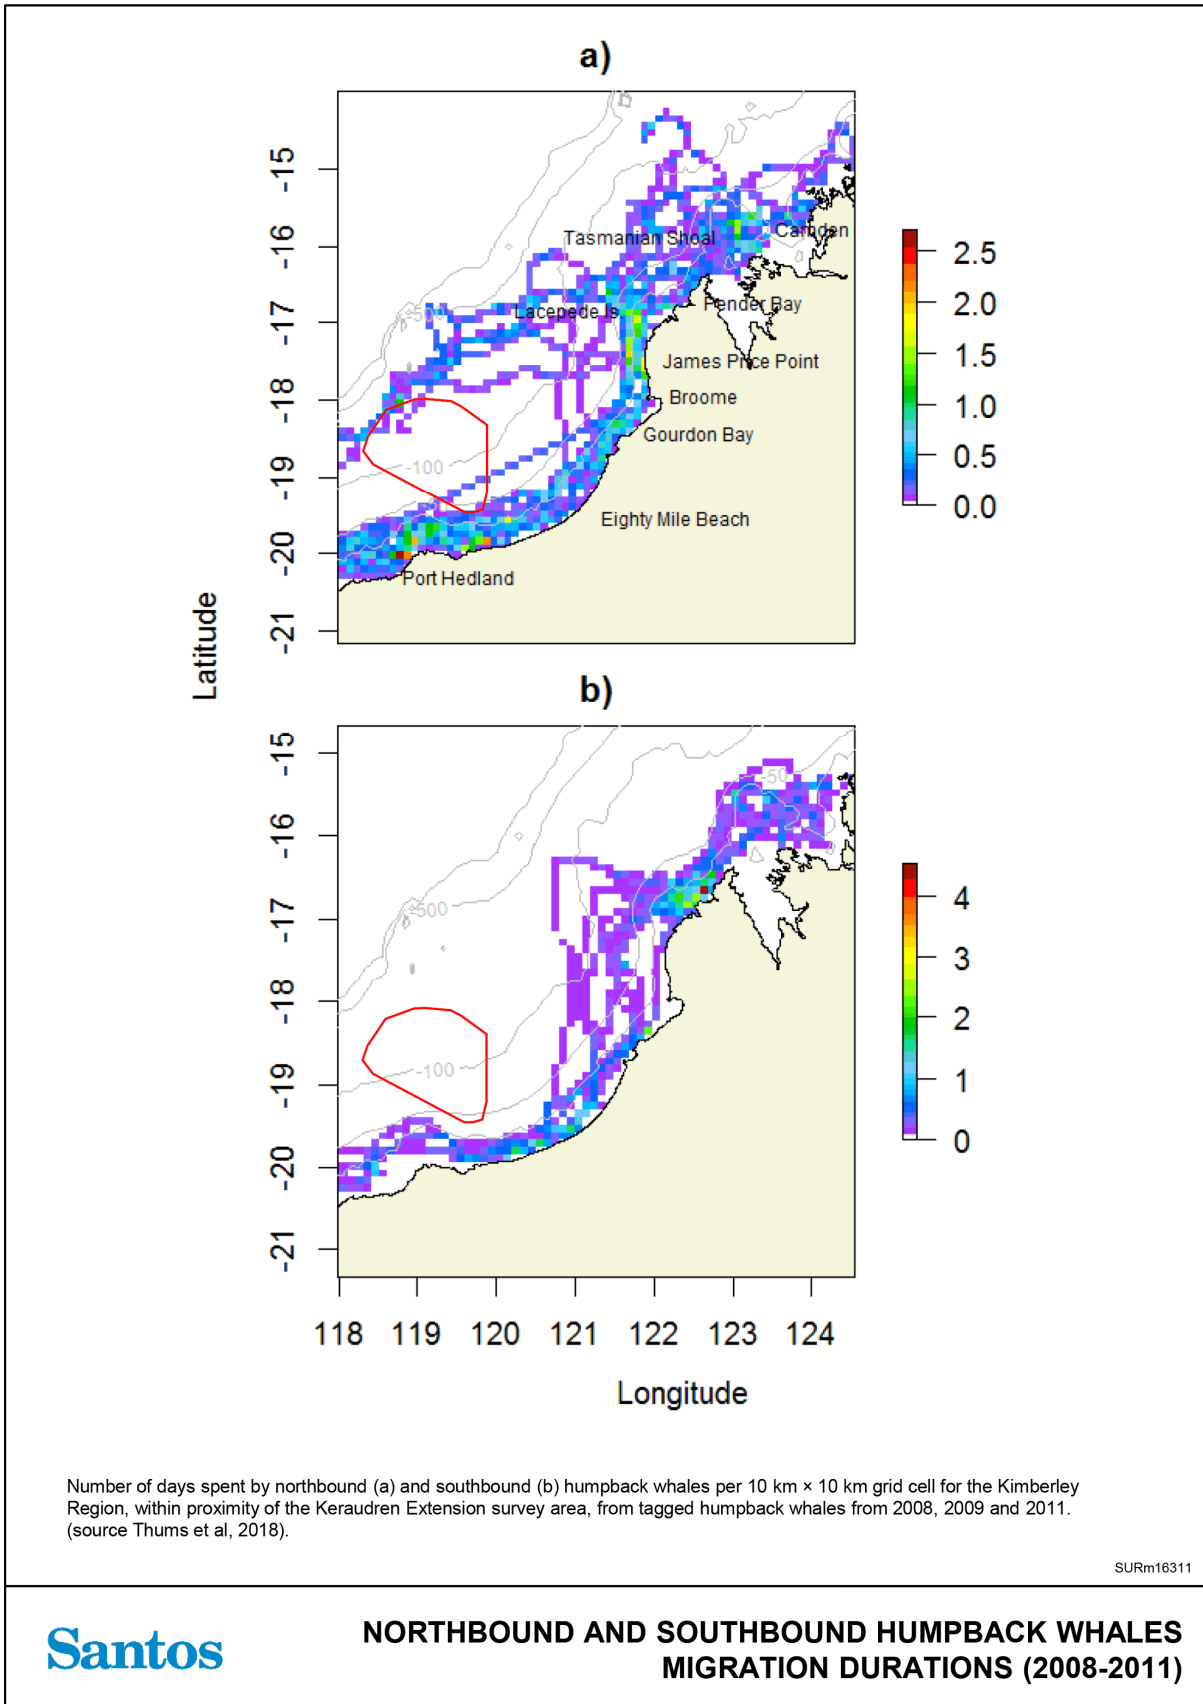 a)
-15
-16
-17
-18
-19
-20
-21
-500
-100
Tasmanian Shoal
Camden
Lacepede Is.
Pender Bay
James Price Point
Broome
Gourdon Bay
Eighty Mile Beach
Port Hedland
2.5
2.0
1.5
1.0
0.5
0.0
Latitude
b)
-15
-16
-17
-18
-19
-20
-21
-50
-500
-100
4
3
2
1
0
118 119 120 121 122 123 124
Longitude
Number of days spent by northbound (a) and southbound (b) humpback whales per 10 km × 10 km grid cell for the Kimberley
Region, within proximity of the Keraudren Extension survey area, from tagged humpback whales from 2008, 2009 and 2011.
(source Thums et al, 2018).
SURm16311
Santos
NORTHBOUND AND SOUTHBOUND HUMPBACK WHALES
MIGRATION DURATIONS (2008-2011)